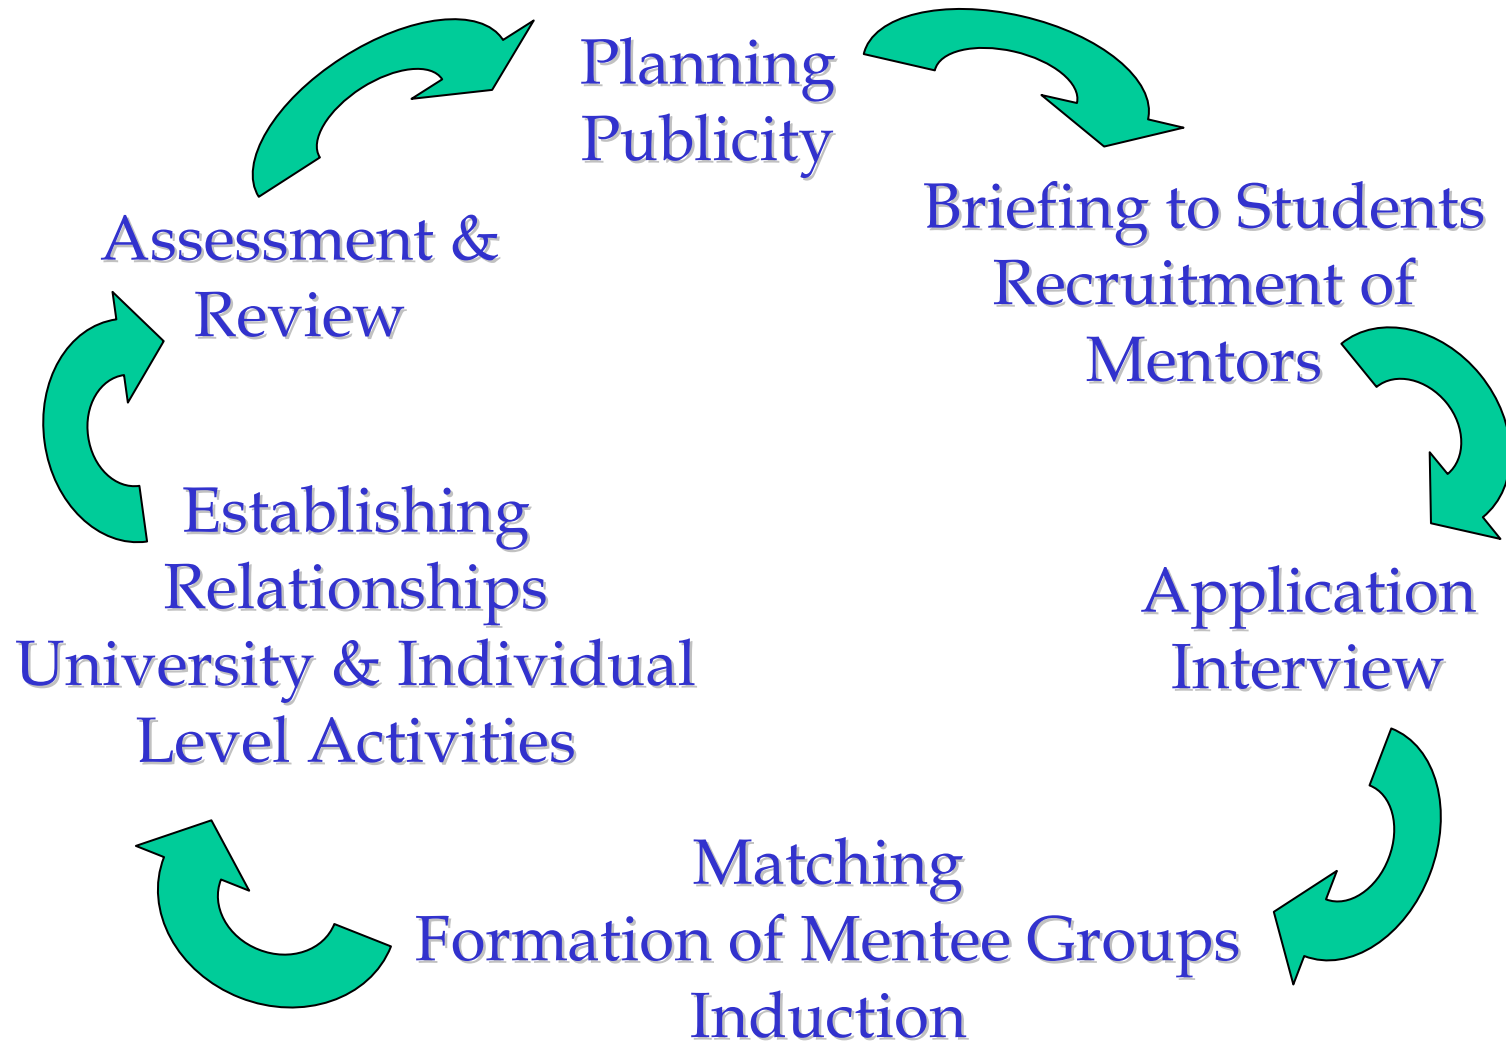 Planning
Publicity
Briefing to Students
Recruitment of
Mentors
Application
Interview
Matching
Formation of Mentee Groups
Induction
Establishing
Relationships
University & Individual
Level Activities
Assessment &
Review